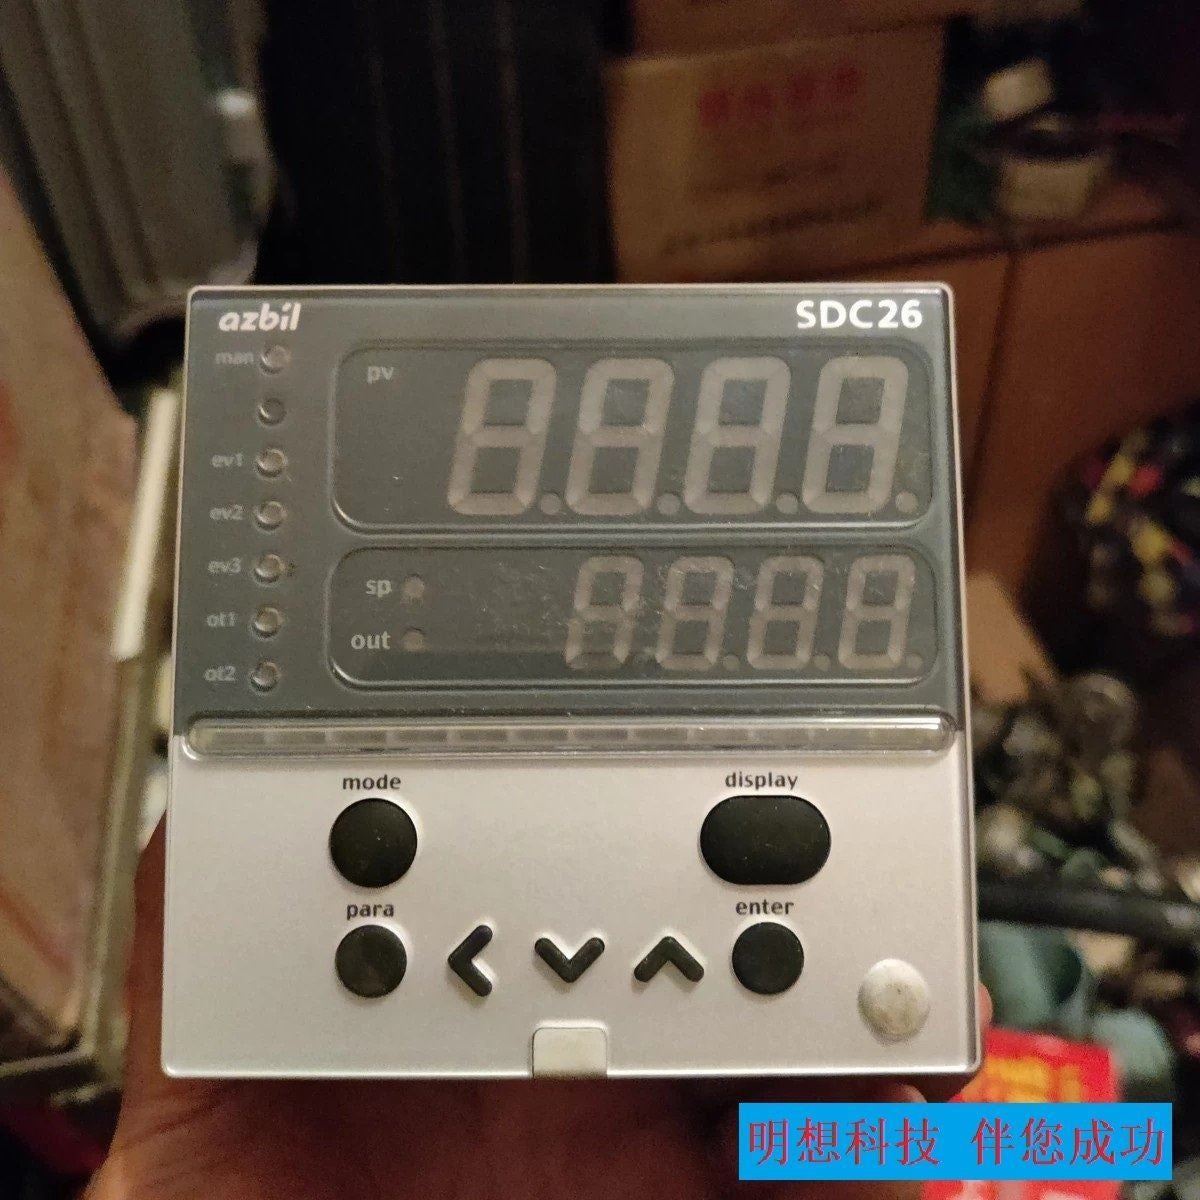 azbil SDC26
man
pv
ev1
ev2
ev3
sp
ot1
out
ot2
mode display
para enter
明想科技 伴您成功